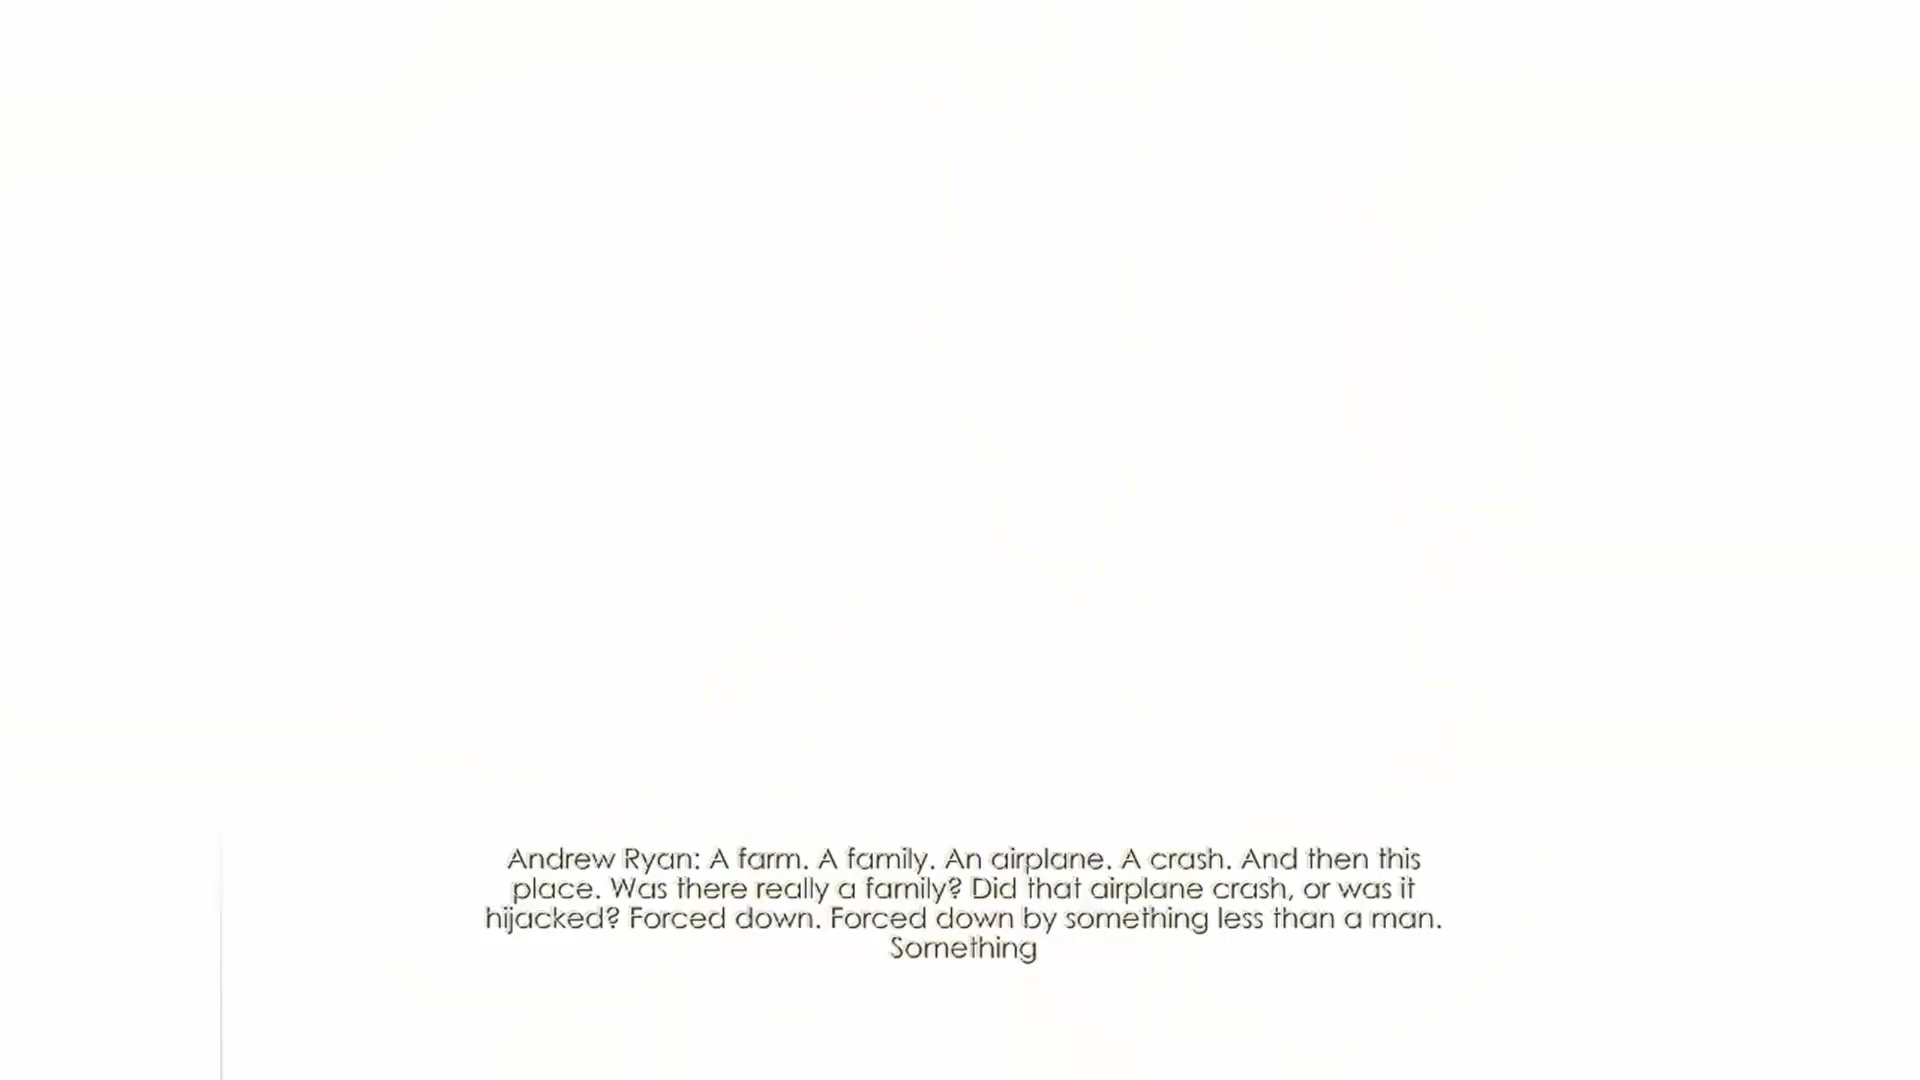 Andrew Ryan: A farm. A family. An airplane. A crash. And then this
place. Was there really a family? Did that airplane crash, or was it
hijacked? Forced down. Forced down by something less than a man.
Something